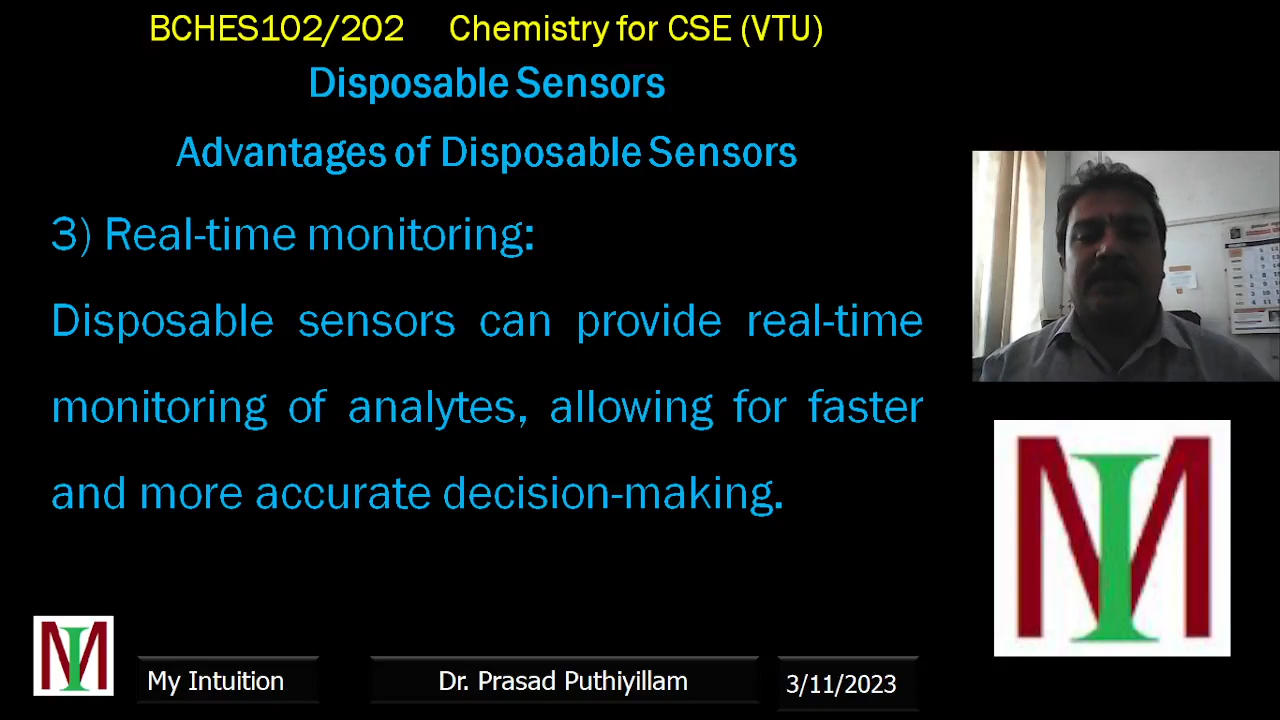 BCHES102/202 Chemistry for CSE (VTU)
Disposable Sensors
Advantages of Disposable Sensors
3) Real-time monitoring:
Disposable sensors can provide real-time
monitoring of analytes, allowing for faster
and more accurate decision-making.
MI
MI
My Intuition
Dr. Prasad Puthiyillam
3/11/2023